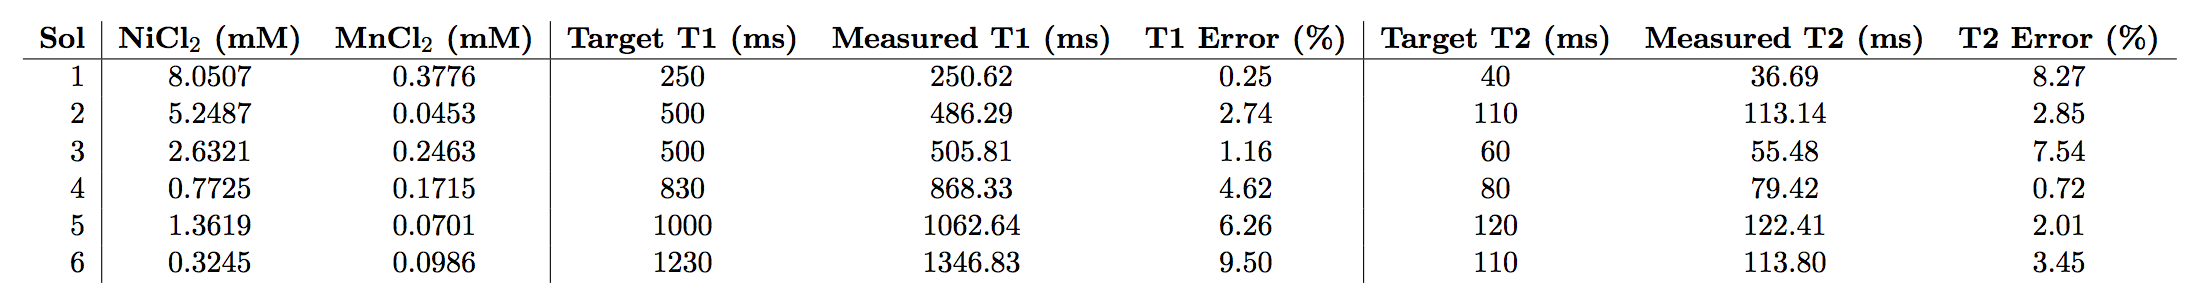 Sol NiCl₂ (mM) MnCl₂ (mM) Target T1 (ms) Measured T1 (ms) T1 Error (%) Target T2 (ms) Measured T2 (ms) T2 Error (%)
1 8.0507 0.3776 250 250.62 0.25 40 36.69 8.27
2 5.2487 0.0453 500 486.29 2.74 110 113.14 2.85
3 2.6321 0.2463 500 505.81 1.16 60 55.48 7.54
4 0.7725 0.1715 830 868.33 4.62 80 79.42 0.72
5 1.3619 0.0701 1000 1062.64 6.26 120 122.41 2.01
6 0.3245 0.0986 1230 1346.83 9.50 110 113.80 3.45